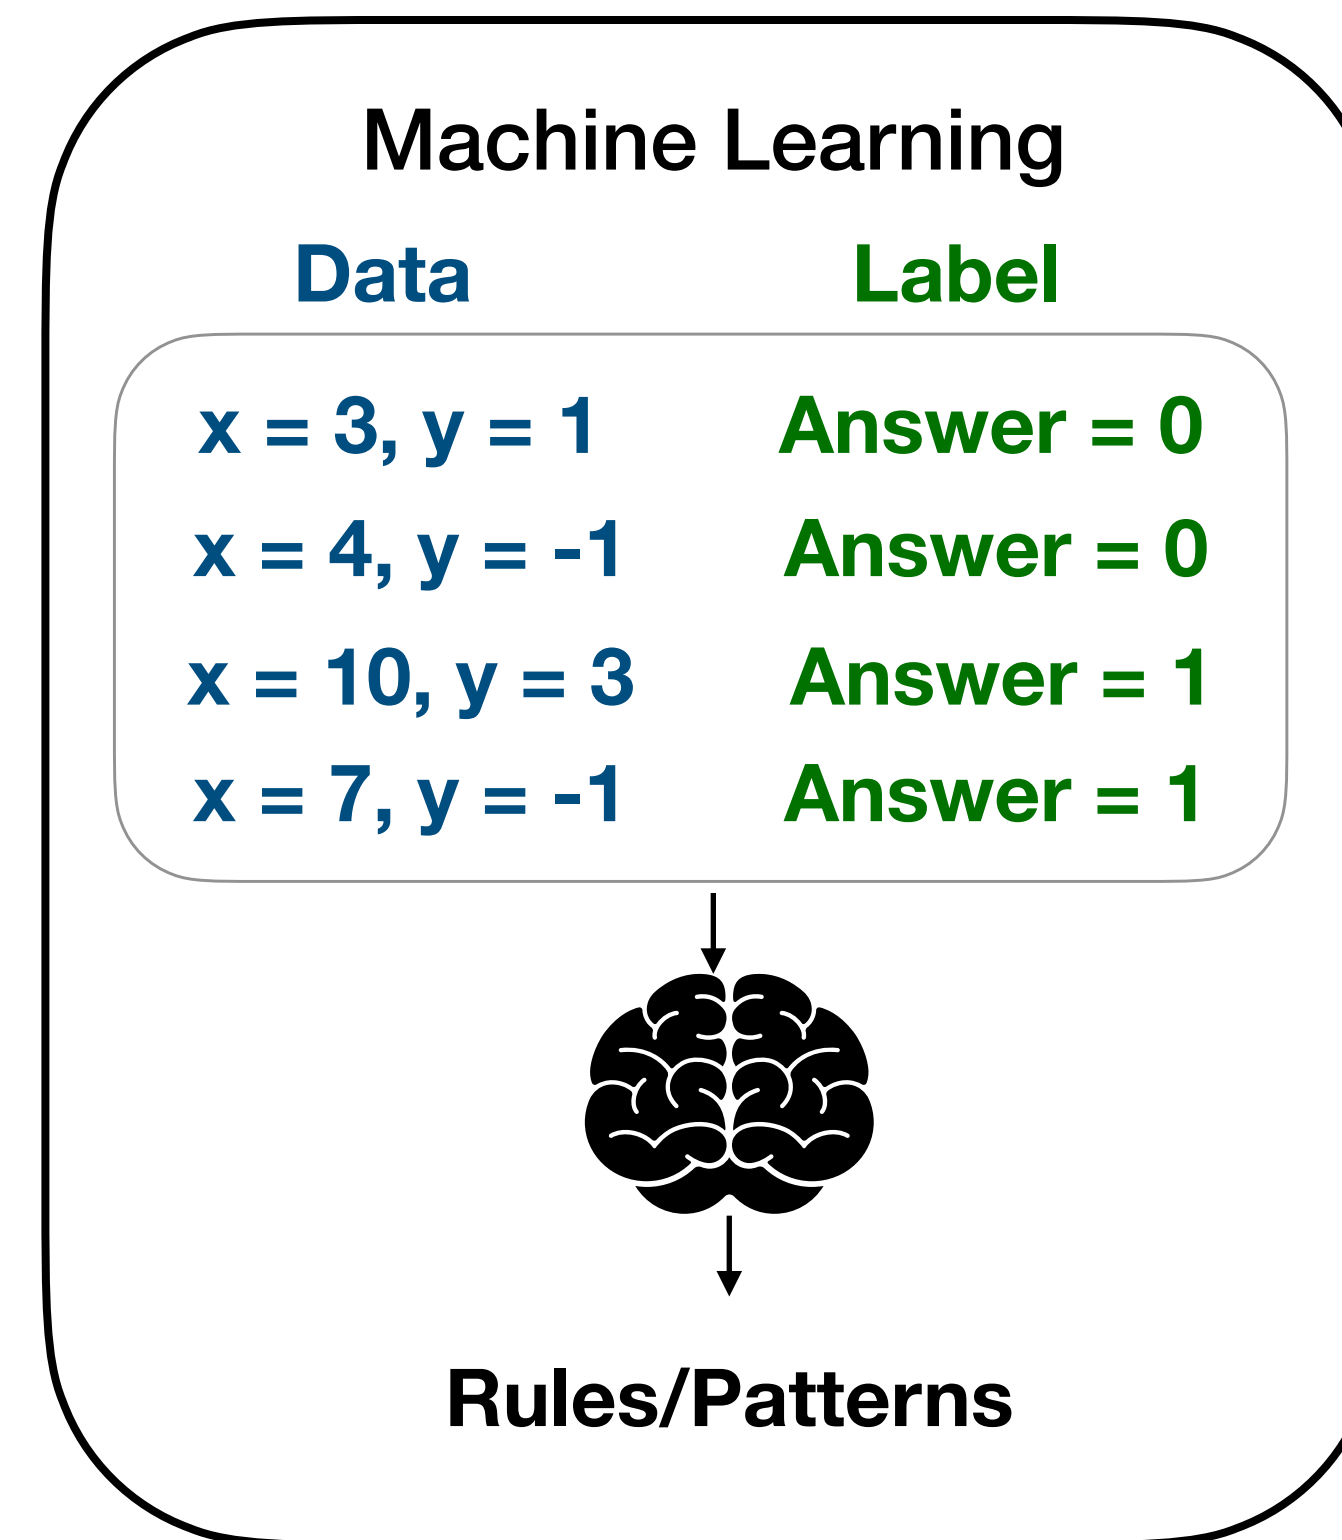 Machine Learning
Data Label
x = 3, y = 1 Answer = 0
x = 4, y = -1 Answer = 0
x = 10, y = 3 Answer = 1
x = 7, y = -1 Answer = 1
Rules/Patterns